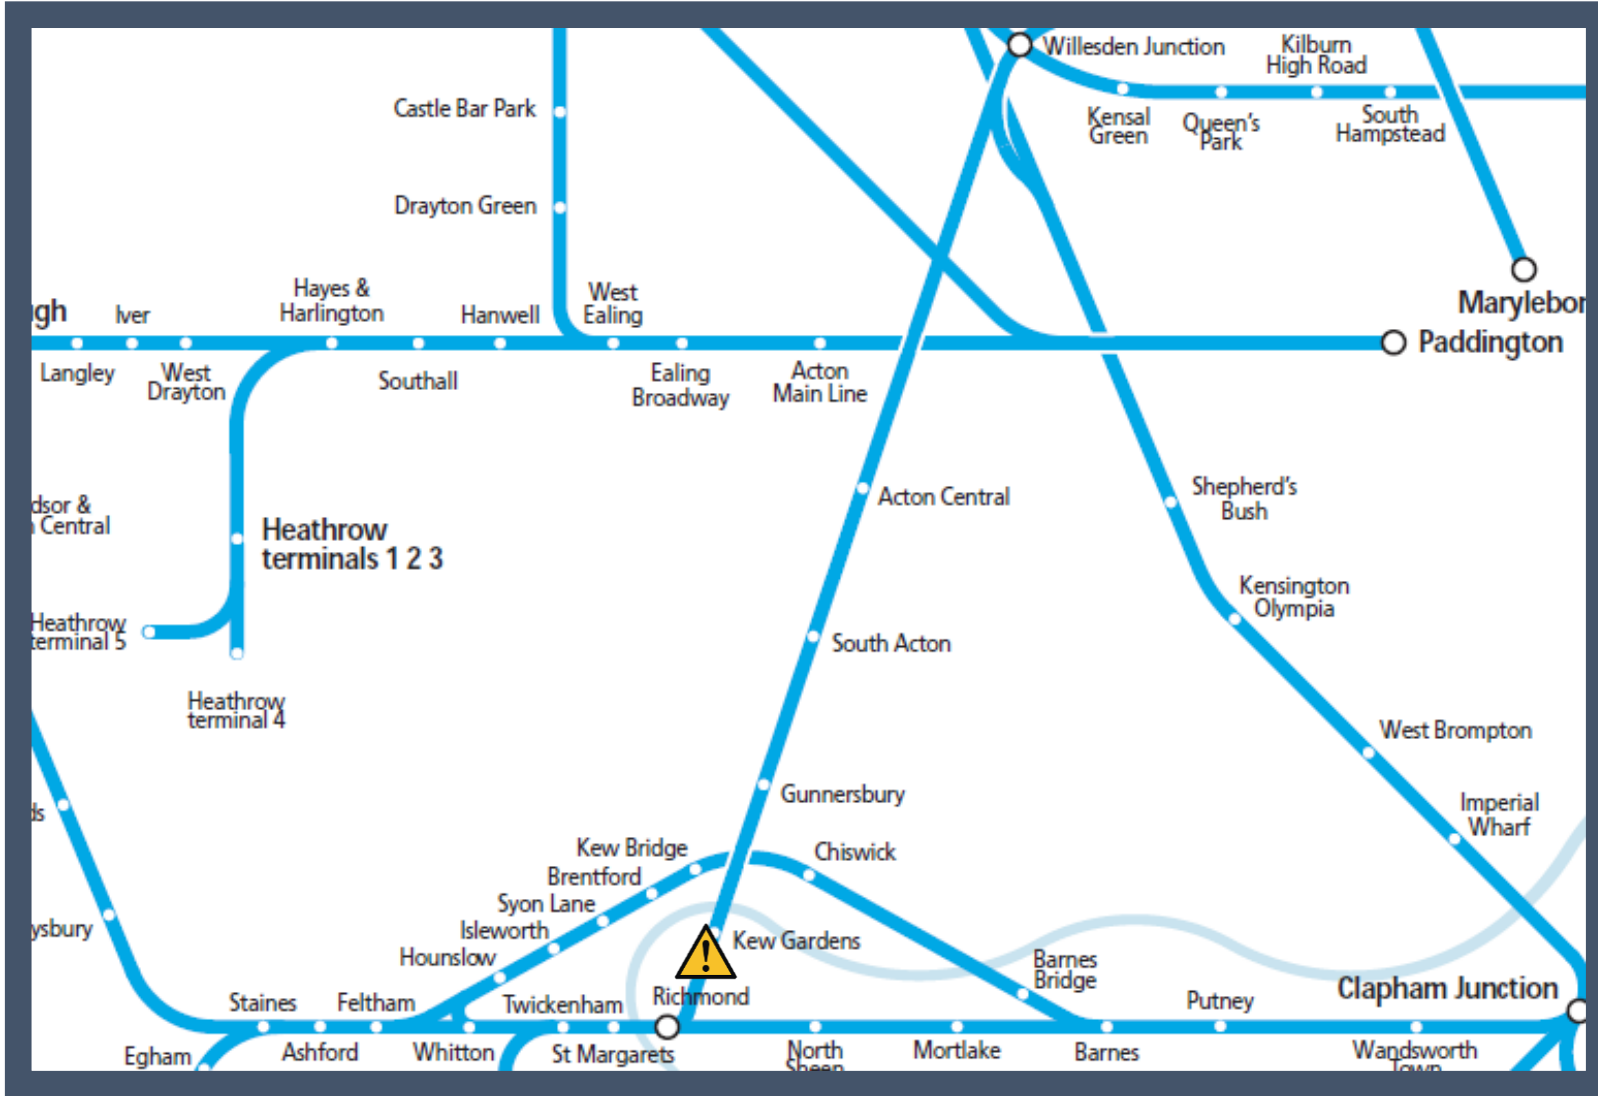 Willesden Junction
Kilburn
High Road
Castle Bar Park
Kensal
Green
Queen's
Park
South
Hampstead
Drayton Green
Hayes &
Harlington
West
Ealing
Iver
Hanwell
Paddington
Langley
West
Drayton
Southall
Ealing
Broadway
Acton
Main Line
Acton Central
Shepherd's
Bush
Central
Heathrow
terminals 1 2 3
Kensington
Olympia
Heathrow
terminal 5
South Acton
Heathrow
terminal 4
West Brompton
Gunnersbury
Imperial
Wharf
Kew Bridge
Chiswick
Brentford
Syon Lane
Isleworth
Hounslow
Kew Gardens
!
Barnes
Bridge
Clapham Junction
Staines
Feltham
Twickenham
Richmond
Putney
Egham
Ashford
Whitton
St Margarets
North
Sheen
Mortlake
Barnes
Wandsworth
Town